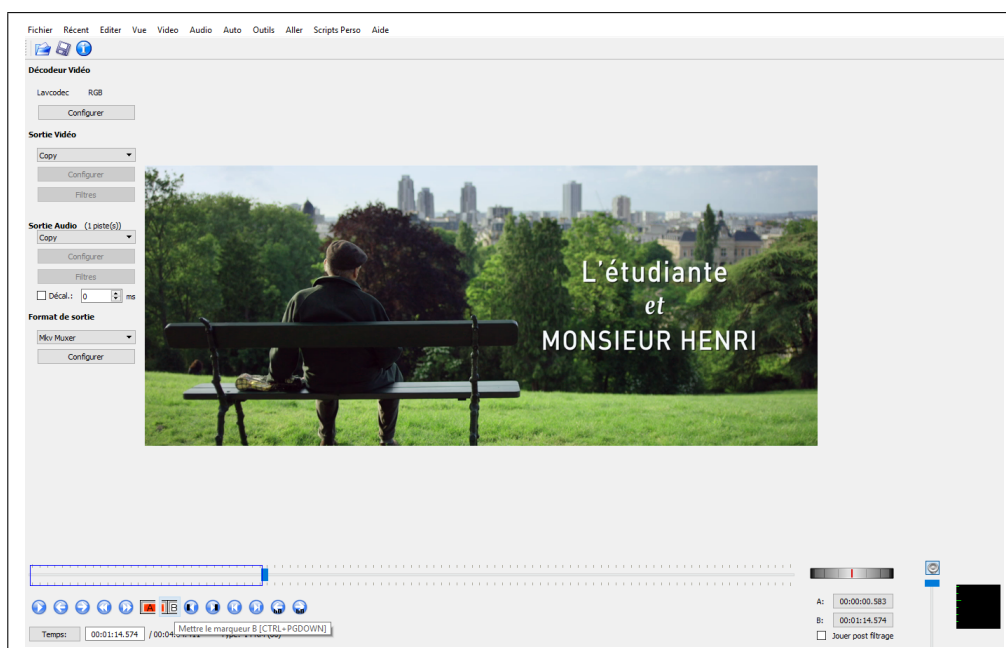 Fichier Récent Editer Vue Video Audio Auto Outils Aller Scripts Perso Aide
Décodeur Vidéo
Lavcodec RGB
Configurer
Sortie Vidéo
Copy
Configurer
Filtres
Sortie Audio (1 piste(s))
Copy
Configurer
Filtres
Décal.: 0 ms
Format de sortie
Mkv Muxer
Configurer
L'étudiante
et
MONSIEUR HENRI
A B
A: 00:00:00.583
B: 00:01:14.574
Mettre le marqueur B [CTRL+PGDOWN]
Temps: 00:01:14.574
Jouer post filtrage